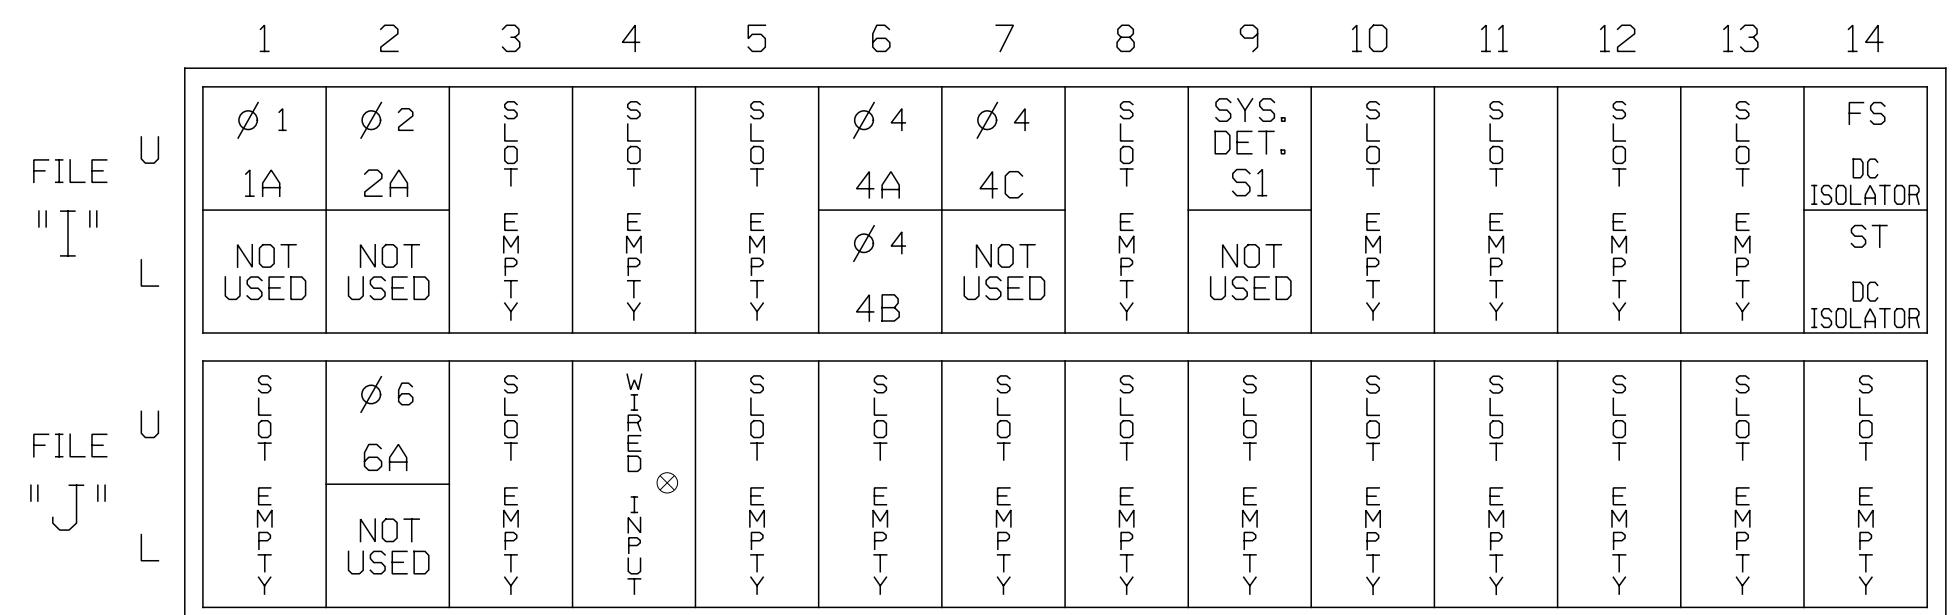 1 2 3 4 5 6 7 8 9 10 11 12 13 14
FILE "I"
U
L
Ø 1
1A
NOT
USED
Ø 2
2A
NOT
USED
SLOT EMPTY
SLOT EMPTY
SLOT EMPTY
Ø 4
4A
Ø 4
4B
Ø 4
4C
NOT
USED
SLOT EMPTY
SYS.
DET.
S1
NOT
USED
SLOT EMPTY
SLOT EMPTY
SLOT EMPTY
SLOT EMPTY
FS
DC
ISOLATOR
ST
DC
ISOLATOR
FILE "J"
U
L
SLOT EMPTY
Ø 6
6A
NOT
USED
SLOT EMPTY
WIRED INPUT
⊗
SLOT EMPTY
SLOT EMPTY
SLOT EMPTY
SLOT EMPTY
SLOT EMPTY
SLOT EMPTY
SLOT EMPTY
SLOT EMPTY
SLOT EMPTY
SLOT EMPTY